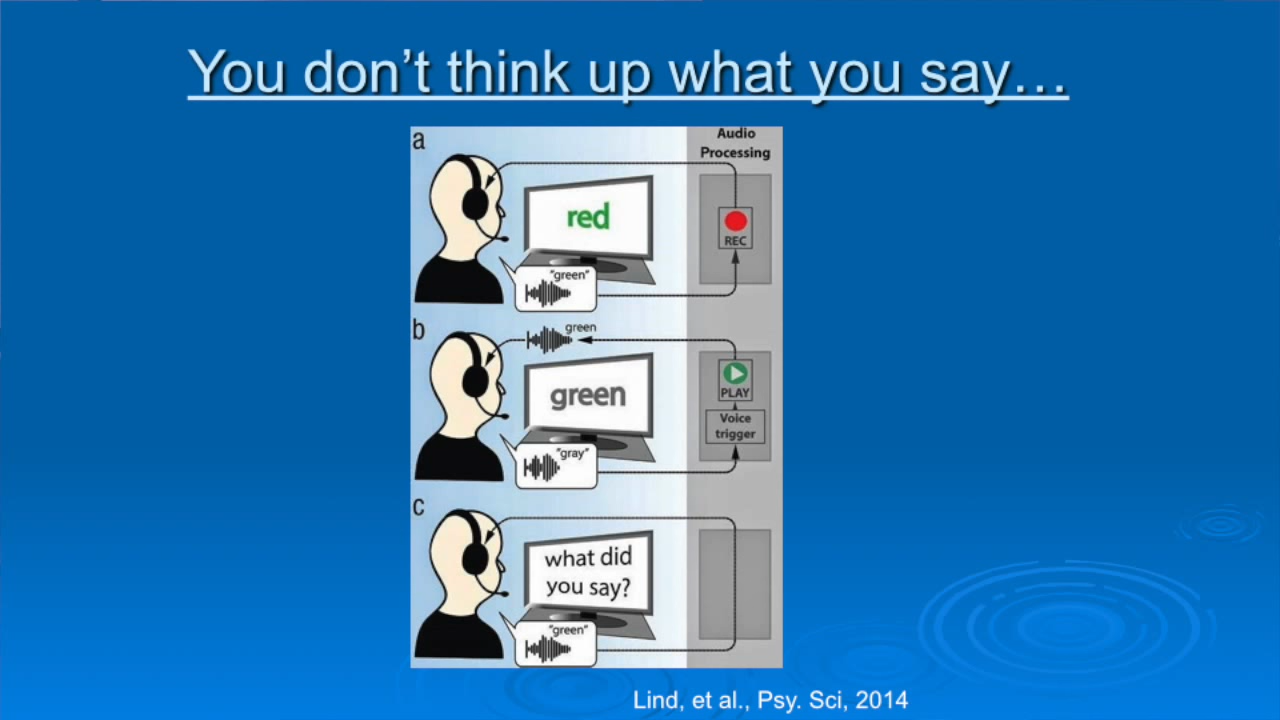 You don’t think up what you say…
a
Audio
Processing
red
REC
"green"
b
green
green
PLAY
Voice
trigger
"gray"
c
what did
you say?
"green"
Lind, et al., Psy. Sci, 2014